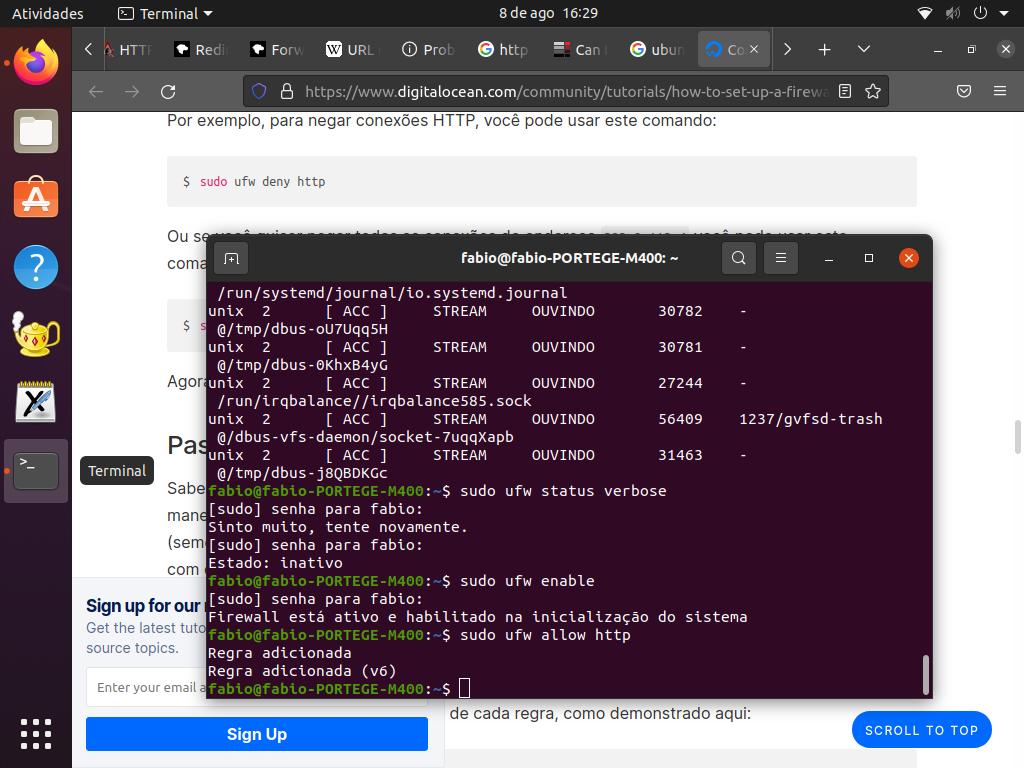 Atividades
Terminal
8 de ago 16:29
HTTP
Redi
Forw
URL
Prob
http
Can I
ubun
Co
https://www.digitalocean.com/community/tutorials/how-to-set-up-a-firewa
Por exemplo, para negar conexões HTTP, você pode usar este comando:
$ sudo ufw deny http
Ou se você quiser negar todas as conexões do endereço
coma
$ s
Agora
Pas
Terminal
Sabe
mane
(seme
com
Sign up for our
Get the latest tuto
source topics.
Enter your email a
Sign Up
fabio@fabio-PORTEGE-M400: ~
/run/systemd/journal/io.systemd.journal
unix 2 [ ACC ] STREAM OUVINDO 30782 -
@/tmp/dbus-oU7Uqq5H
unix 2 [ ACC ] STREAM OUVINDO 30781 -
@/tmp/dbus-0KhxB4yG
unix 2 [ ACC ] STREAM OUVINDO 27244 -
/run/irqbalance//irqbalance585.sock
unix 2 [ ACC ] STREAM OUVINDO 56409 1237/gvfsd-trash
@/dbus-vfs-daemon/socket-7uqqXapb
unix 2 [ ACC ] STREAM OUVINDO 31463 -
@/tmp/dbus-j8QBDKGc
fabio@fabio-PORTEGE-M400:~$ sudo ufw status verbose
[sudo] senha para fabio:
Sinto muito, tente novamente.
[sudo] senha para fabio:
Estado: inativo
fabio@fabio-PORTEGE-M400:~$ sudo ufw enable
[sudo] senha para fabio:
Firewall está ativo e habilitado na inicialização do sistema
fabio@fabio-PORTEGE-M400:~$ sudo ufw allow http
Regra adicionada
Regra adicionada (v6)
fabio@fabio-PORTEGE-M400:~$
de cada regra, como demonstrado aqui:
SCROLL TO TOP